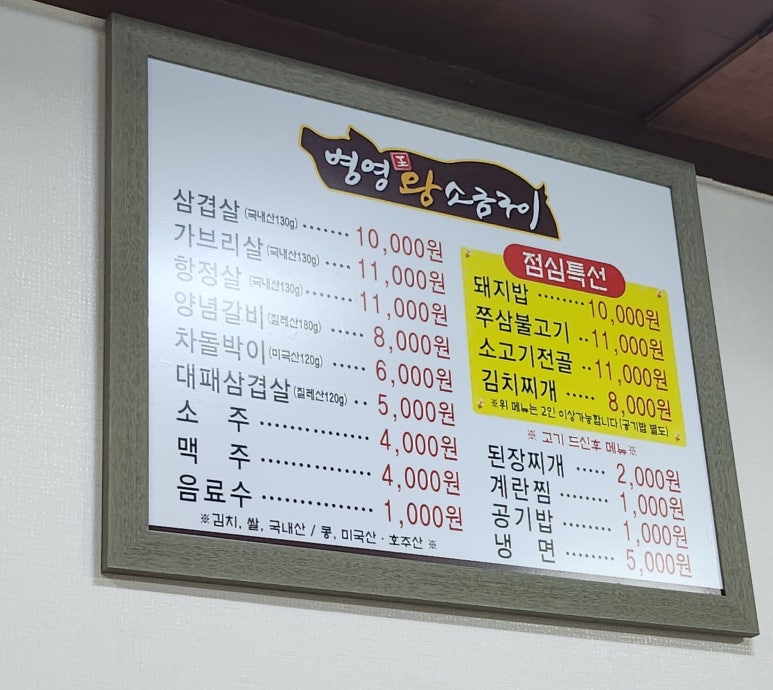 병영 王 왕 소금구이
삼겹살 (국내산130g) ······· 10,000원
가브리살 (국내산130g) ····· 11,000원
항정살 (국내산130g) ······· 11,000원
양념갈비 (칠레산180g) ···· 8,000원
차돌박이 (미국산120g) ···· 6,000원
대패삼겹살 (칠레산120g) ·· 5,000원
소 주 ·············· 4,000원
맥 주 ·············· 4,000원
음료수 ·············· 1,000원
※김치, 쌀, 국내산 / 콩, 미국산 · 호주산 ※
점심특선
돼지밥 ········ 10,000원
쭈삼불고기 ·· 11,000원
소고기전골 ·· 11,000원
김치찌개 ···· 8,000원
※위 메뉴는 2인 이상가능합니다 (공기밥 별도)
※ 고기 드신후 메뉴※
된장찌개 ····· 2,000원
계란찜 ········ 1,000원
공기밥 ········ 1,000원
냉 면 ········ 5,000원